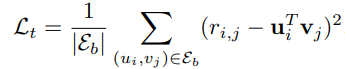 $\mathcal{L}_t = \frac{1}{|\mathcal{E}_b|} \sum_{(u_i, v_j) \in \mathcal{E}_b} (r_{i,j} - \mathbf{u}_i^T \mathbf{v}_j)^2$